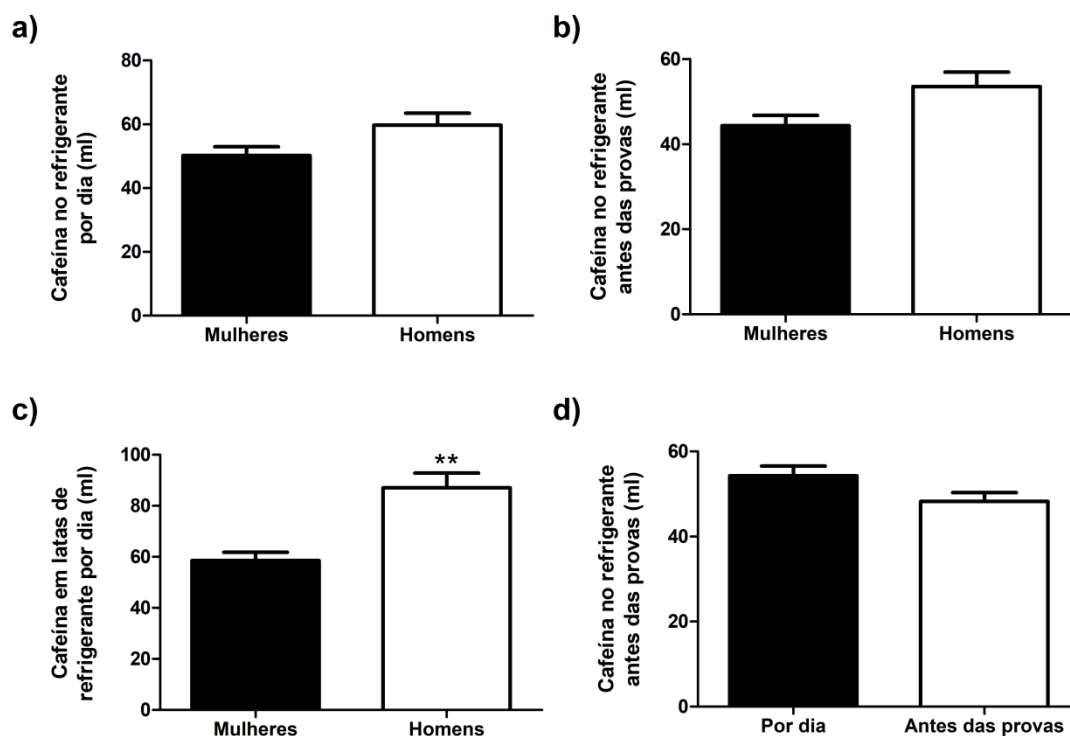 a)
Cafeína no refrigerante
por dia (ml)
80
60
40
20
0
Mulheres
Homens
b)
Cafeína no refrigerante
antes das provas (ml)
60
40
20
0
Mulheres
Homens
c)
Cafeína em latas de
refrigerante por dia (ml)
100
80
60
40
20
0
**
Mulheres
Homens
d)
Cafeína no refrigerante
antes das provas (ml)
60
40
20
0
Por dia
Antes das provas